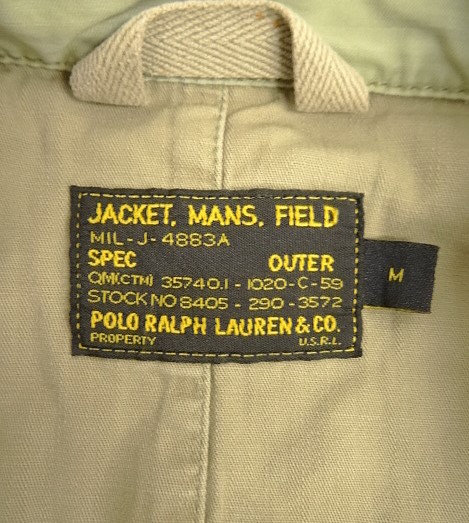 JACKET, MANS, FIELD
MIL-J-4883A
SPEC OUTER
QM(CTM) 35740.1 - 1020-C-59
STOCK NO 8405 - 290 -3572
POLO RALPH LAUREN & CO.
PROPERTY U.S.R.L.
M